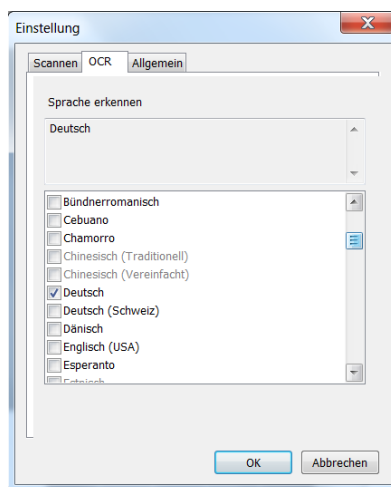 Einstellung
Scannen OCR Allgemein
Sprache erkennen
Deutsch
Bündnerromanisch
Cebuano
Chamorro
Chinesisch (Traditionell)
Chinesisch (Vereinfacht)
Deutsch
Deutsch (Schweiz)
Dänisch
Englisch (USA)
Esperanto
Estnisch
OK Abbrechen